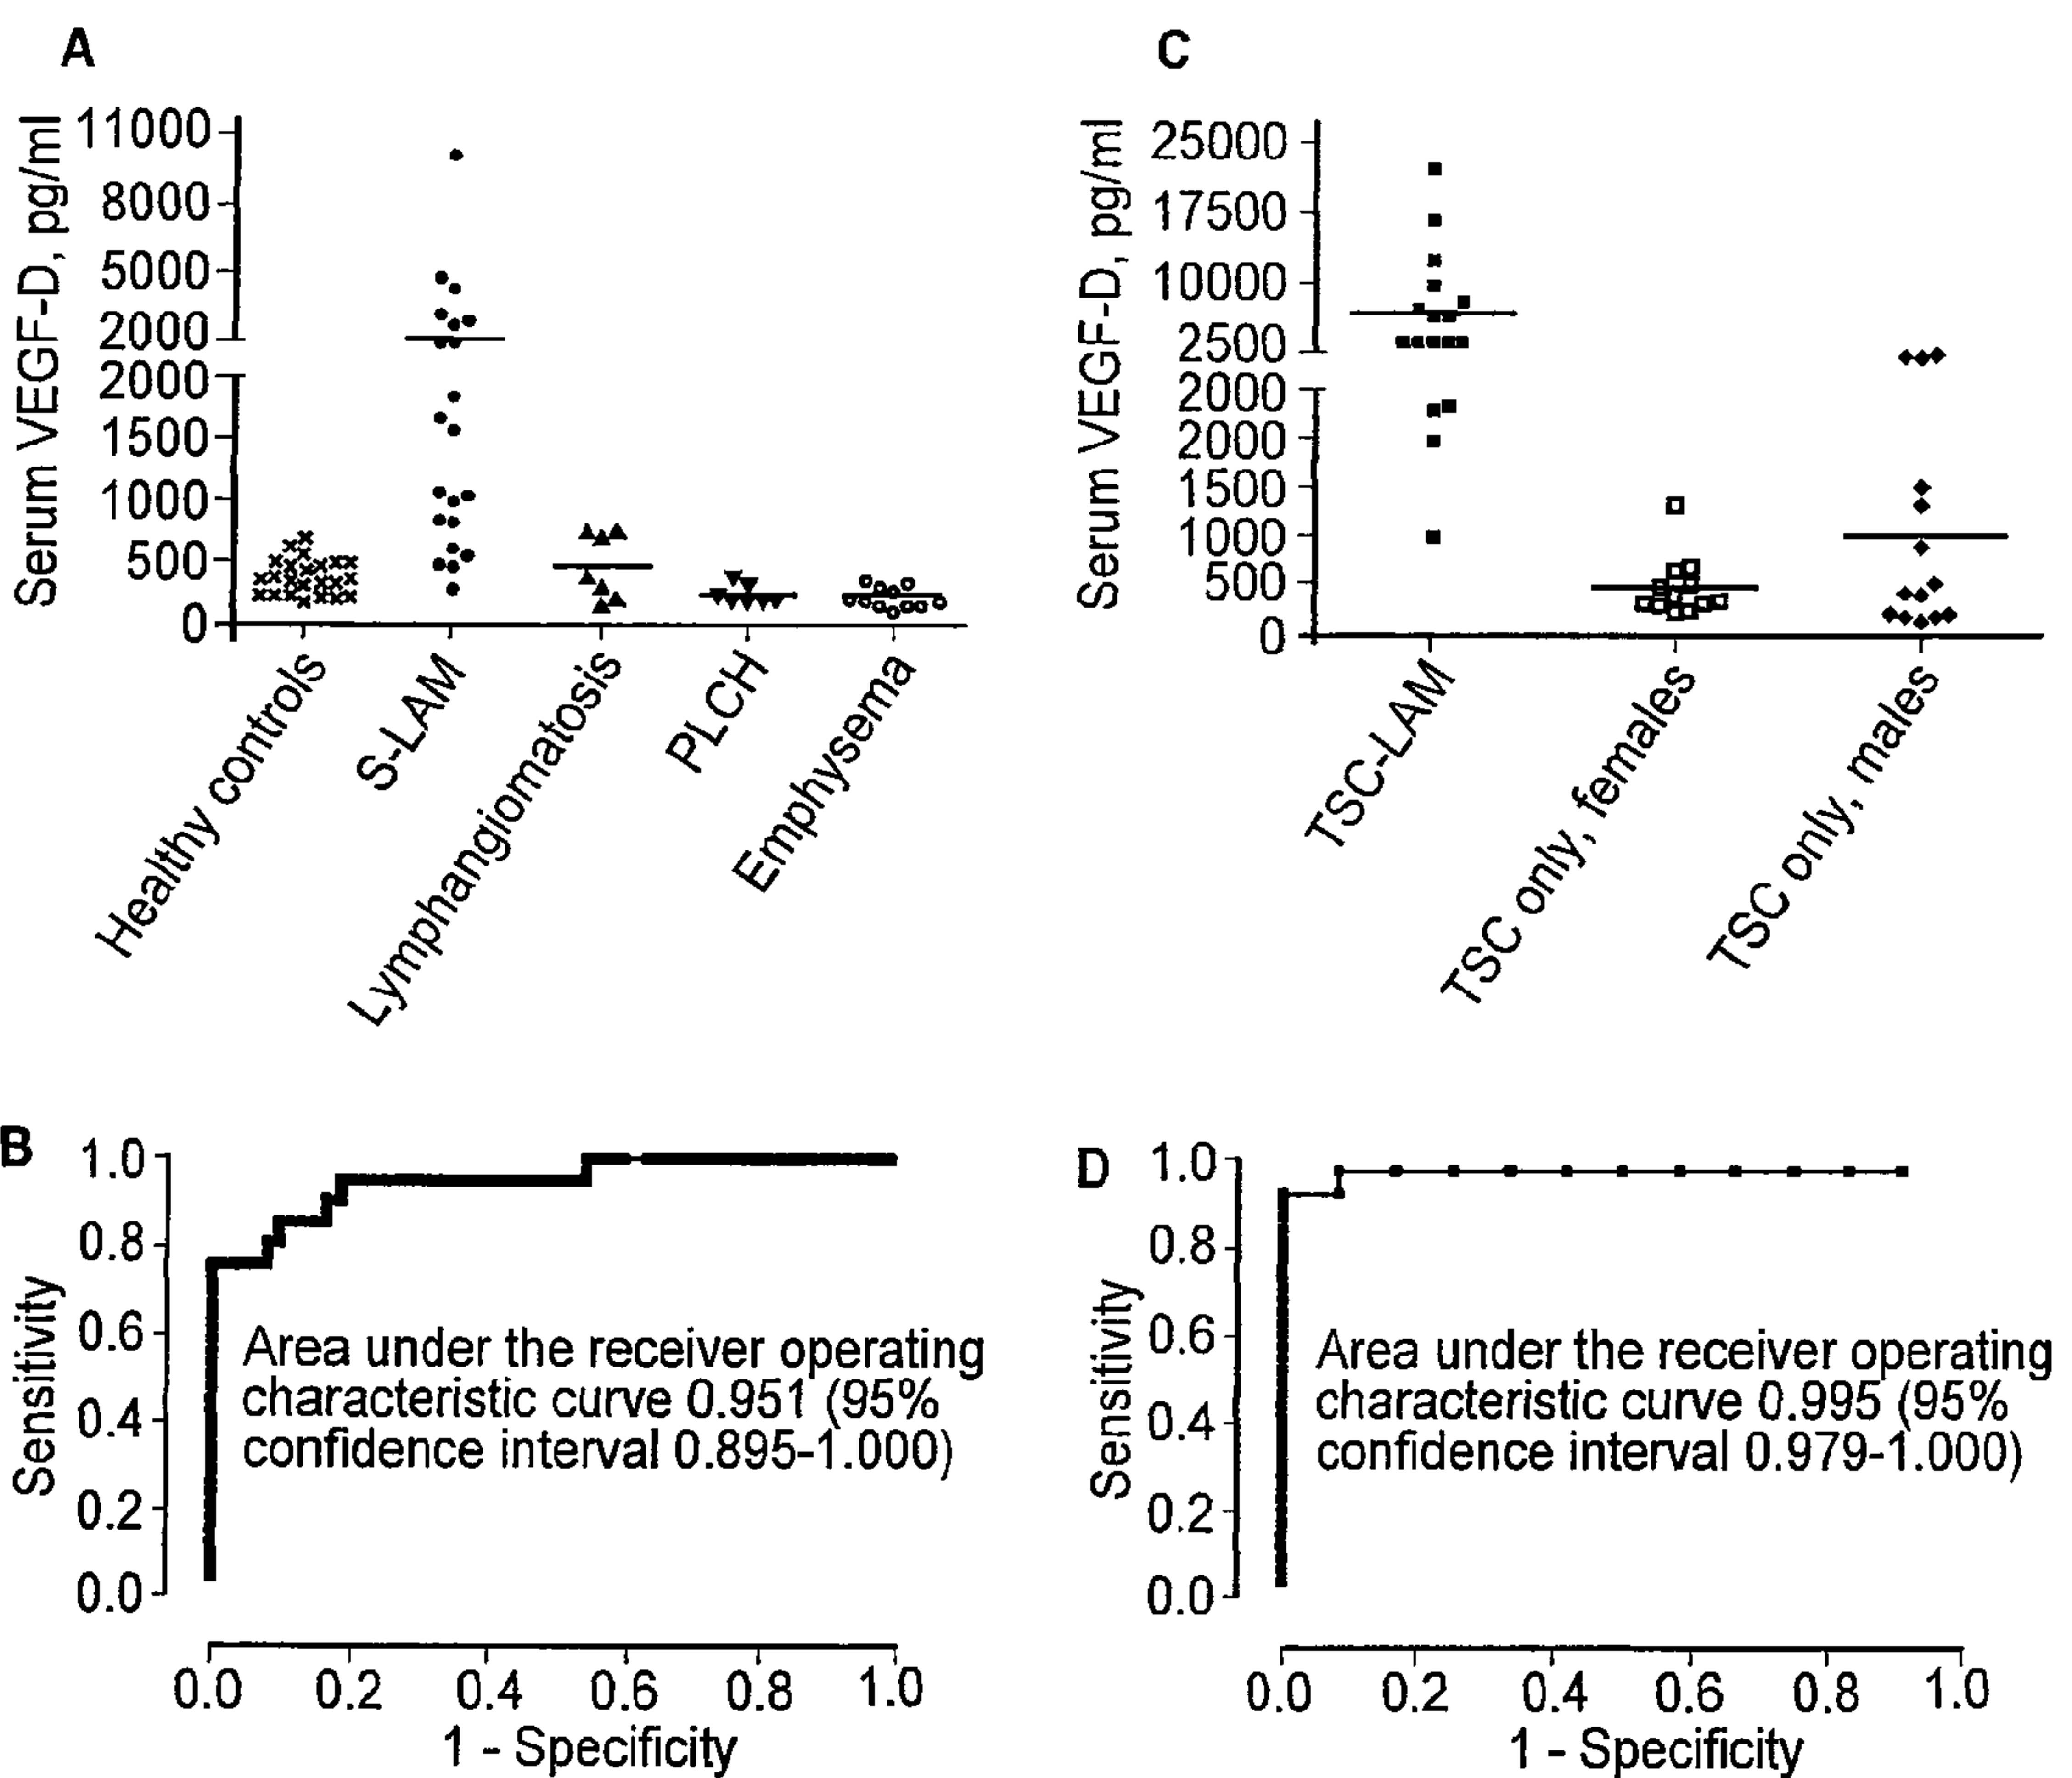 A
Serum VEGF-D, pg/ml
11000
8000
5000
2000
2000
1500
1000
500
0
Healthy controls
S-LAM
Lymphangiomatosis
PLCH
Emphysema
C
Serum VEGF-D, pg/ml
25000
17500
10000
2500
2000
2000
1500
1000
500
0
TSC-LAM
TSC only, females
TSC only, males
B
Sensitivity
1.0
0.8
0.6
0.4
0.2
0.0
Area under the receiver operating
characteristic curve 0.951 (95%
confidence interval 0.895-1.000)
0.0 0.2 0.4 0.6 0.8 1.0
1 - Specificity
D
Sensitivity
1.0
0.8
0.6
0.4
0.2
0.0
Area under the receiver operating
characteristic curve 0.995 (95%
confidence interval 0.979-1.000)
0.0 0.2 0.4 0.6 0.8 1.0
1 - Specificity